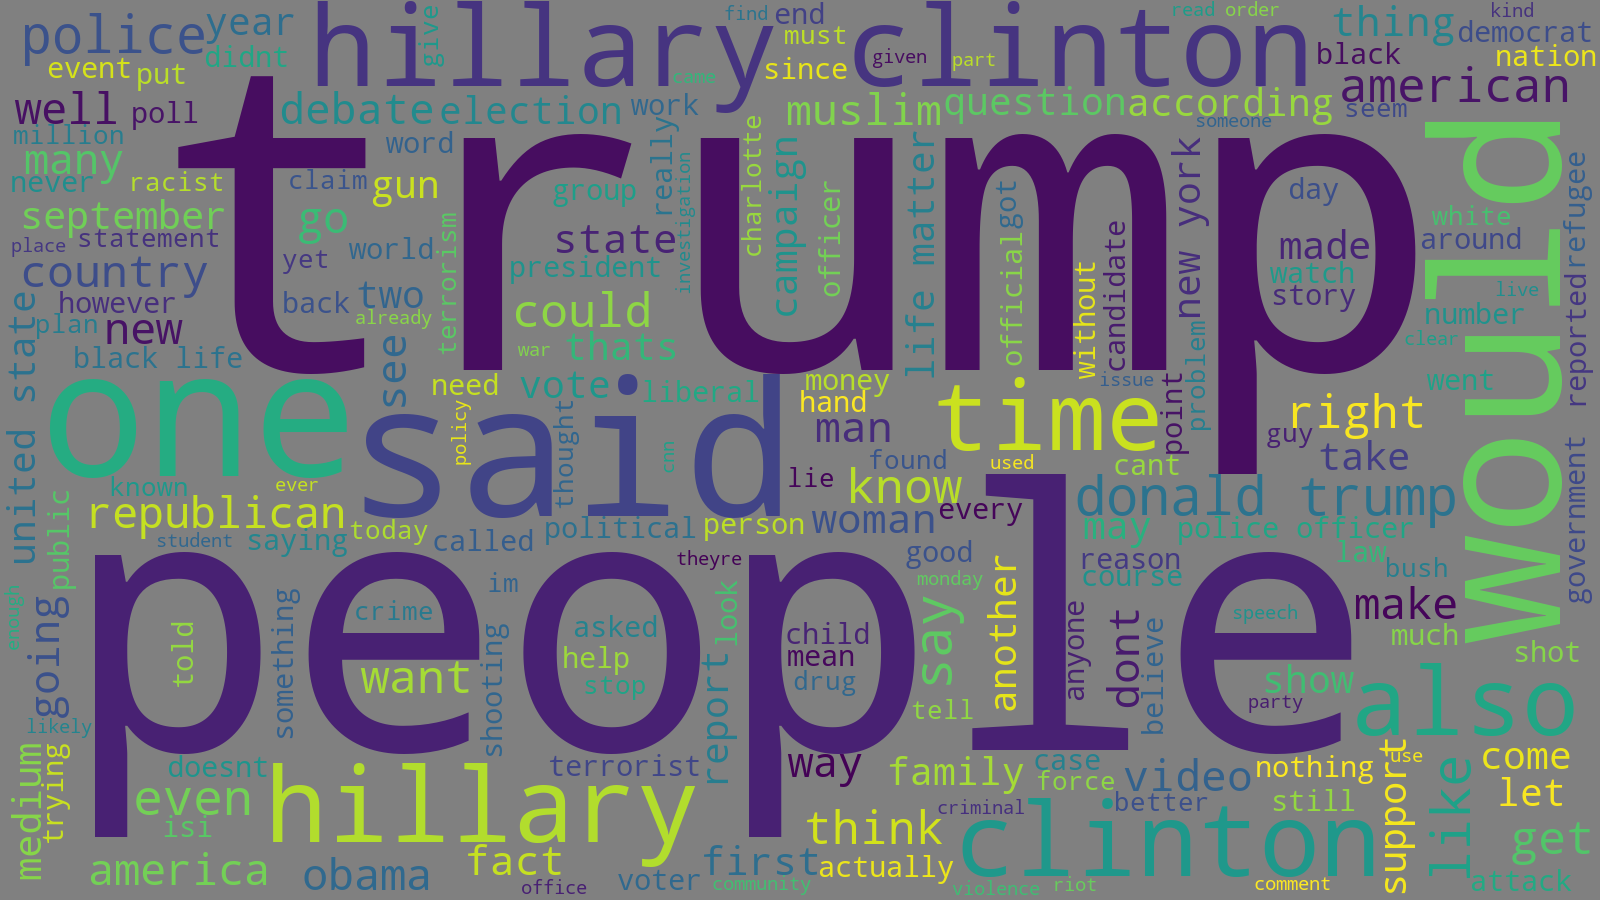 police
year
hillary clinton
give
find
end
read
order
kind
thing
democrat
didnt
must
black
nation
event
put
came
since
given
part
american
well
poll
debate
election
work
muslim
question
according
seem
million
word
someone
many
trump
would
never
racist
claim
gun
group
really
investigation
charlotte
campaign
officer
life matter
got
new york
day
refugee
september
go
white
place
statement
world
terrorism
state
official
candidate
made
around
country
yet
president
watch
without
story
reported
live
however
back
two
could
number
plan
new
already
united state
black life
see
war
thats
problem
clear
one
said
need
vote
liberal
money
hand
time
issue
point
went
right
man
guy
take
policy
thought
cnn
found
cant
known
ever
lie
used
know
donald trump
republican
every
public
today
political
person
woman
may
police officer
government
student
saying
called
theyre
good
reason
law
bush
people
im
look
monday
course
enough
going
something
crime
told
asked
child
say
another
anyone
dont
believe
speech
make
much
shooting
help
mean
shot
want
stop
drug
report
show
also
tell
party
likely
medium
trying
doesnt
terrorist
way
family
case
force
video
nothing
support
use
come
like
even
hillary
criminal
clinton
better
still
let
isi
think
get
america
obama
fact
first
actually
office
voter
community
violence
riot
comment
attack